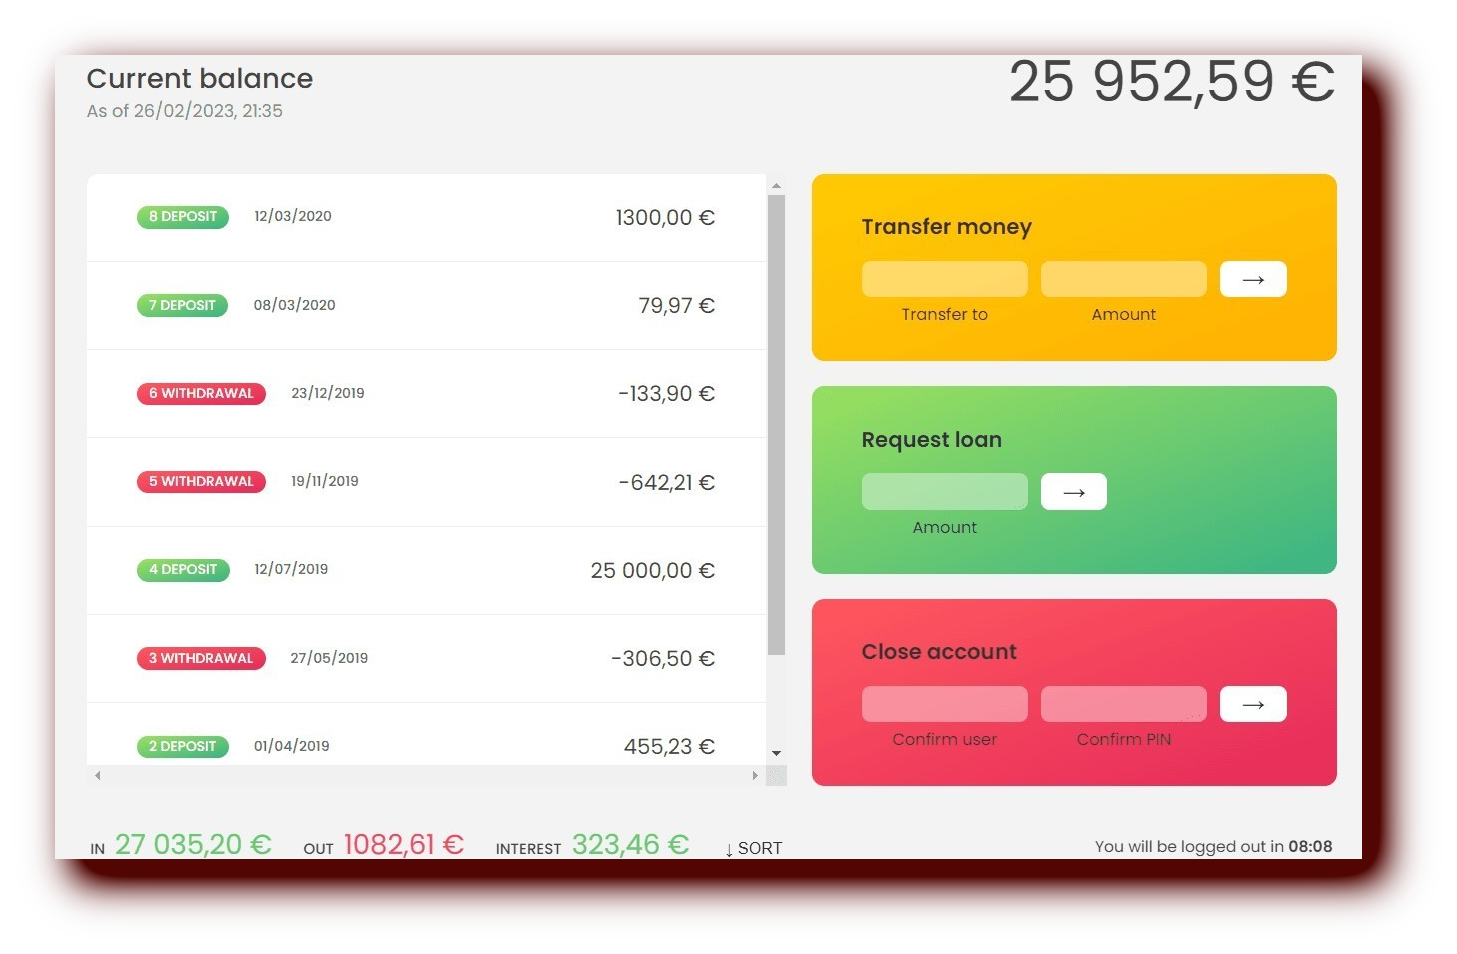 Current balance
As of 26/02/2023, 21:35
25 952,59 €
8 DEPOSIT 12/03/2020 1300,00 €
7 DEPOSIT 08/03/2020 79,97 €
6 WITHDRAWAL 23/12/2019 -133,90 €
5 WITHDRAWAL 19/11/2019 -642,21 €
4 DEPOSIT 12/07/2019 25 000,00 €
3 WITHDRAWAL 27/05/2019 -306,50 €
2 DEPOSIT 01/04/2019 455,23 €
Transfer money
→
Transfer to Amount
Request loan
→
Amount
Close account
→
Confirm user Confirm PIN
IN 27 035,20 € OUT 1082,61 € INTEREST 323,46 € ↓ SORT
You will be logged out in 08:08